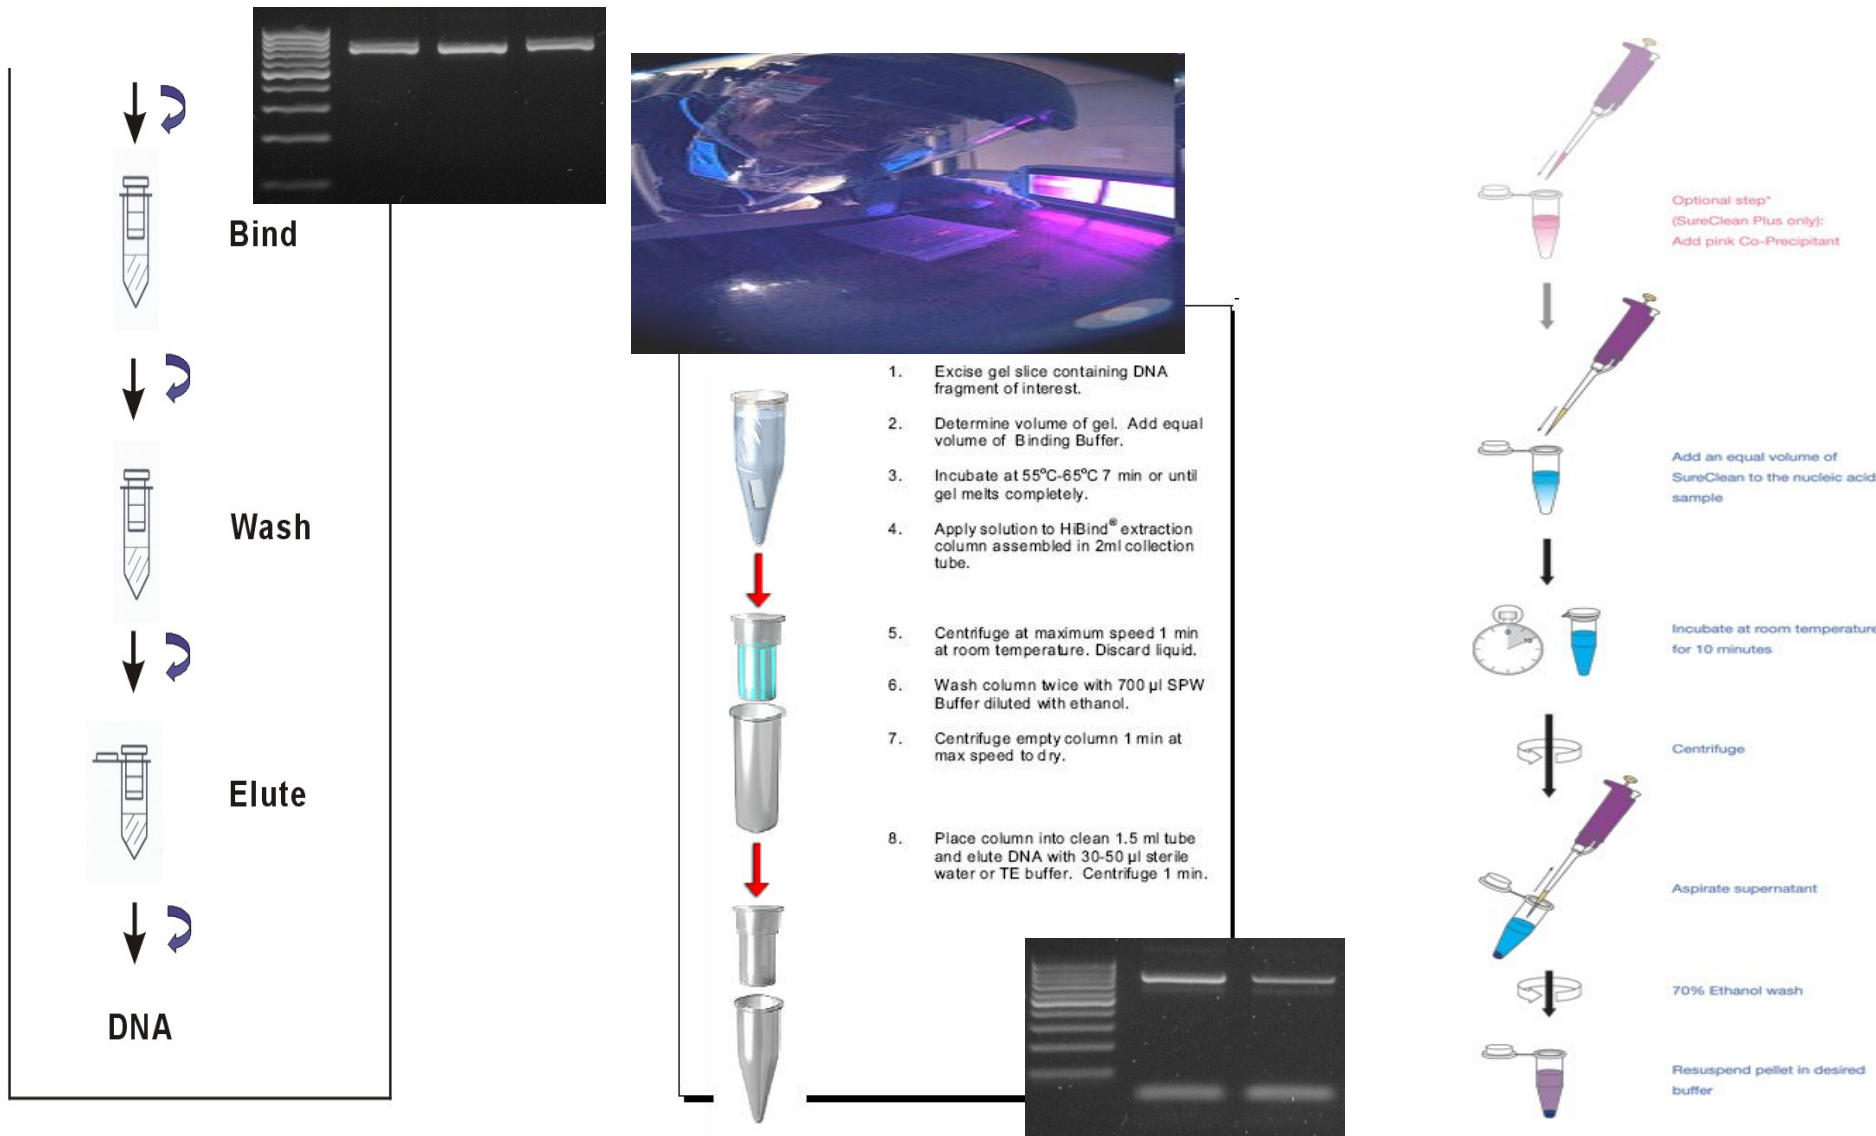 Bind
Wash
Elute
DNA
1. Excise gel slice containing DNA
fragment of interest.
2. Determine volume of gel. Add equal
volume of Binding Buffer.
3. Incubate at 55°C-65°C 7 min or until
gel melts completely.
4. Apply solution to HiBind® extraction
column assembled in 2ml collection
tube.
5. Centrifuge at maximum speed 1 min
at room temperature. Discard liquid.
6. Wash column twice with 700 µl SPW
Buffer diluted with ethanol.
7. Centrifuge empty column 1 min at
max speed to dry.
8. Place column into clean 1.5 ml tube
and elute DNA with 30-50 µl sterile
water or TE buffer. Centrifuge 1 min.
Optional step*
(SureClean Plus only):
Add pink Co-Precipitant
Add an equal volume of
SureClean to the nucleic acid
sample
0
10
Incubate at room temperature
for 10 minutes
Centrifuge
Aspirate supernatant
70% Ethanol wash
Resuspend pellet in desired
buffer